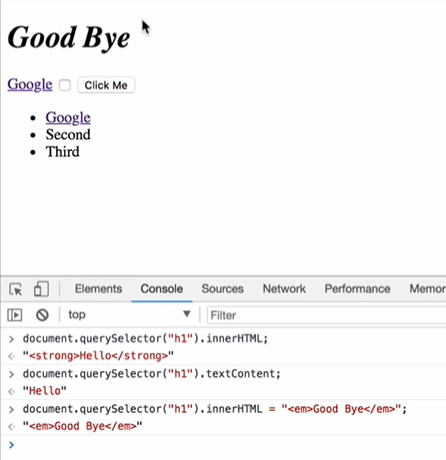 Good Bye
Google Click Me
Google
Second
Third
Elements Console Sources Network Performance Memor
top Filter
> document.querySelector("h1").innerHTML;
"<strong>Hello</strong>"
> document.querySelector("h1").textContent;
"Hello"
> document.querySelector("h1").innerHTML = "<em>Good Bye</em>";
"<em>Good Bye</em>"
>